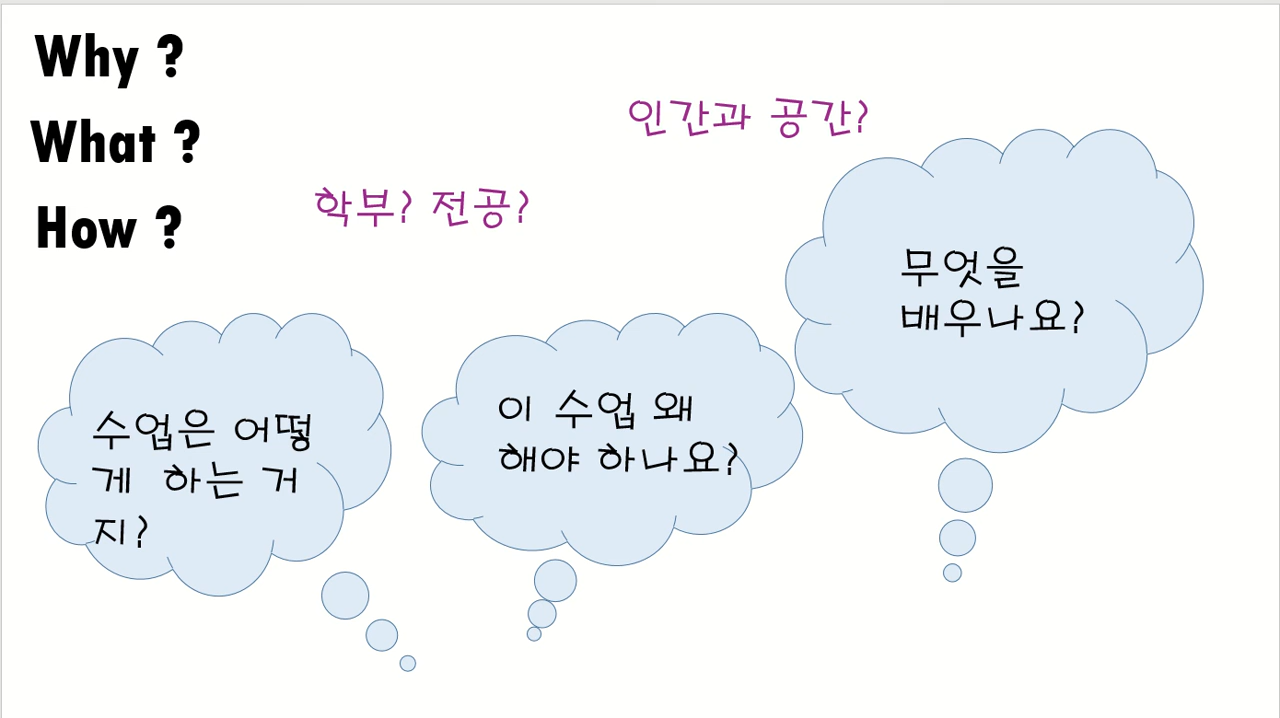 Why ?
What ?
How ?
인간과 공간?
학부? 전공?
무엇을
배우나요?
이 수업 왜
해야 하나요?
수업은 어떻
게 하는 거
지?